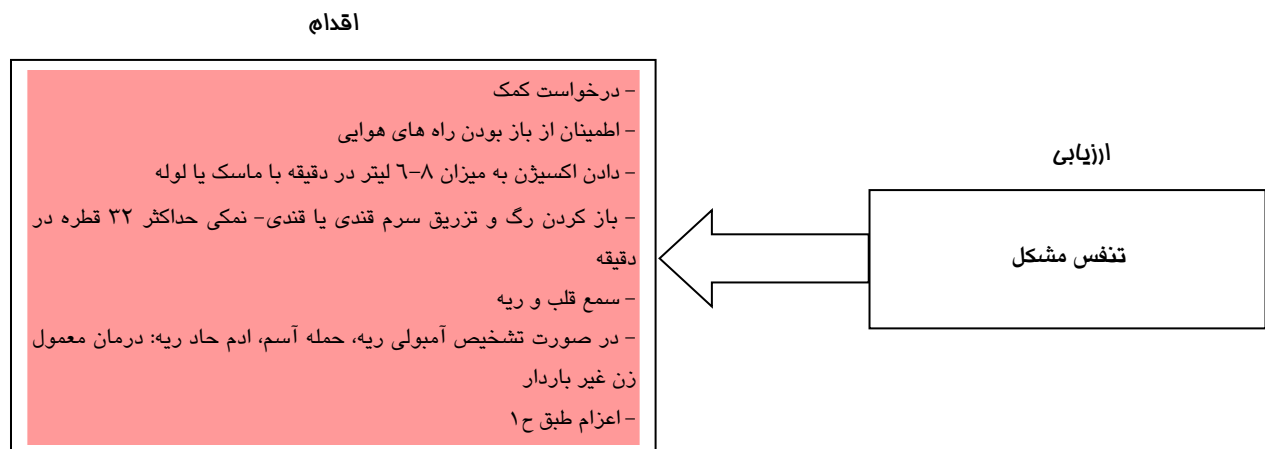 اقدام
- درخواست کمک
- اطمینان از باز بودن راه های هوایی
- دادن اکسیژن به میزان ۸-٦ لیتر در دقیقه با ماسک یا لوله
- باز کردن رگ و تزریق سرم قندی یا قندی- نمکی حداکثر ۳۲ قطره در
دقیقه
- سمع قلب و ریه
- در صورت تشخیص آمبولی ریه، حمله آسم، ادم حاد ریه: درمان معمول
زن غیر باردار
- اعزام طبق ح۱
ارزیابی
تنفس مشکل